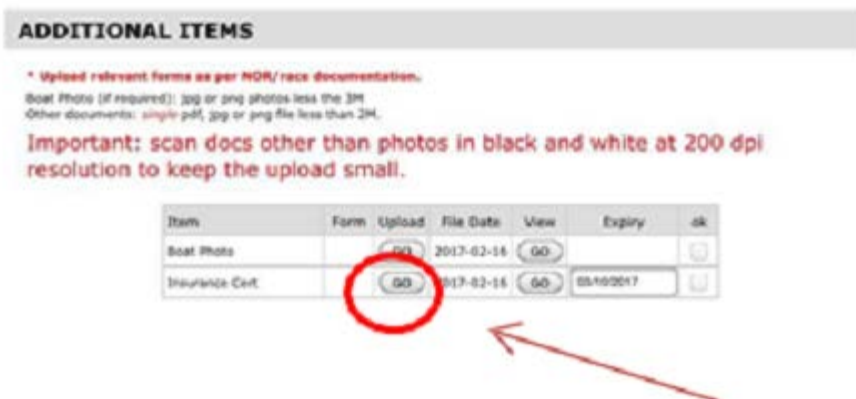 ADDITIONAL ITEMS
* Upload relevant forms as per NOR/race documentation.
Boat Photo (if required): jpg or png photos less the 3M
Other documents: single pdf, jpg or png file less than 2M.
Important: scan docs other than photos in black and white at 200 dpi
resolution to keep the upload small.
Item Form Upload File Date View Expiry ok
Boat Photo GO 2017-02-16 GO
Insurance Cert GO 2017-02-16 GO